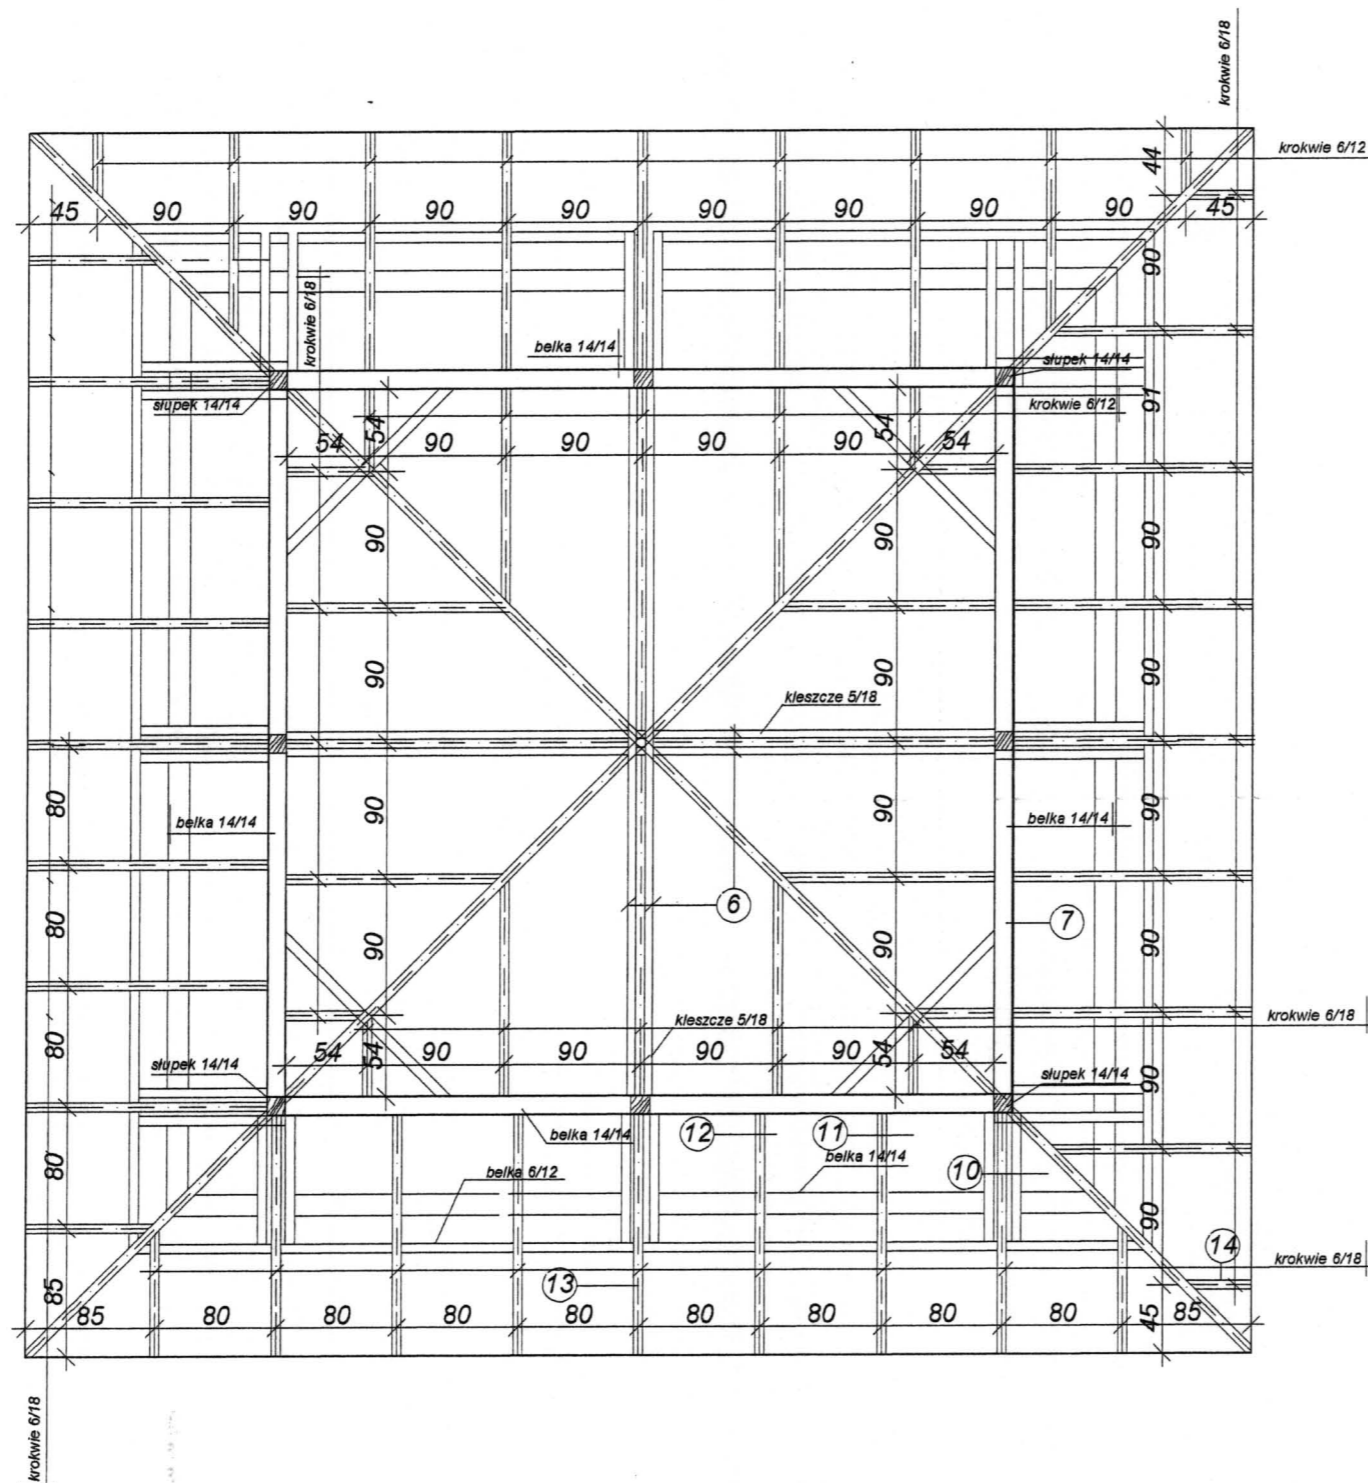 krokwie 6/18
krokwie 6/12
44
45 90 90 90 90 90 90 90 90 45
90
krokwie 6/18
belka 14/14
słupek 14/14
słupek 14/14
krokwie 6/12
91
54 54 90 90 90 90 54 54
90 90 90
90 90 90
kleszcze 5/18
80 90 90 90
belka 14/14
belka 14/14
6
7
80 90 90 90
kleszcze 5/18
krokwie 6/18
80
54 54 90 90 90 90 54 54
słupek 14/14
słupek 14/14
90
belka 14/14
12
11
belka 14/14
belka 6/12
10
80
90
14
krokwie 6/18
13
85
85 80 80 80 80 80 80 80 80 85
45
krokwie 6/18